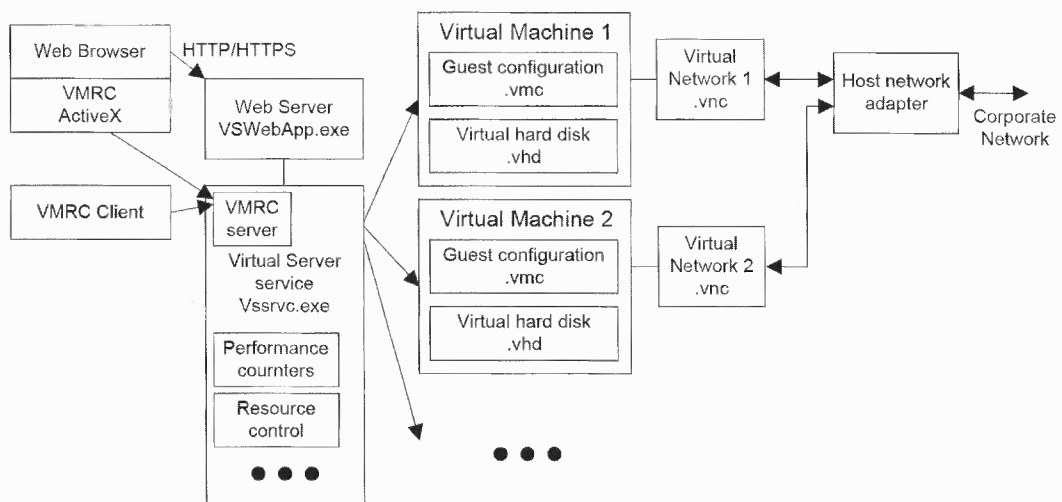 Web Browser
VMRC
ActiveX
VMRC Client
HTTP/HTTPS
Web Server
VSWebApp.exe
VMRC
server
Virtual Server
service
Vssrvc.exe
Performance
cournters
Resource
control
Virtual Machine 1
Guest configuration
.vmc
Virtual hard disk
.vhd
Virtual Machine 2
Guest configuration
.vmc
Virtual hard disk
.vhd
Virtual
Network 1
.vnc
Virtual
Network 2
.vnc
Host network
adapter
Corporate
Network